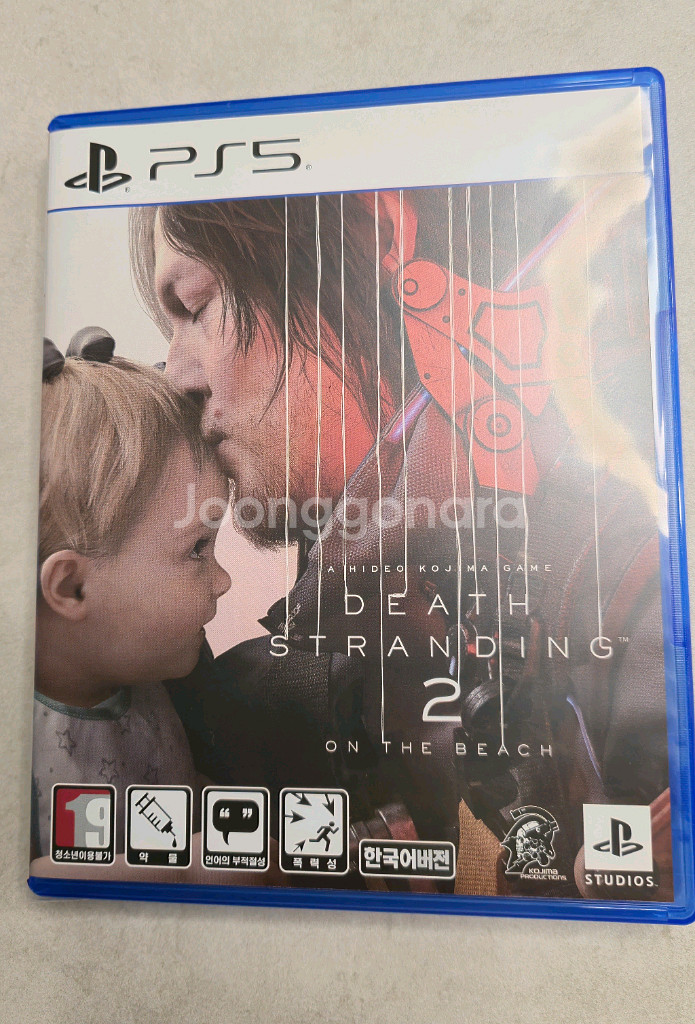 PS5
Joonggonara
A HIDEO KOJIMA GAME
DEATH
STRANDING™
2
ON THE BEACH
19
청소년이용불가
약 물
언어의 부적절성
폭 력 성
한국어버전
KOJIMA
PRODUCTIONS
STUDIOS